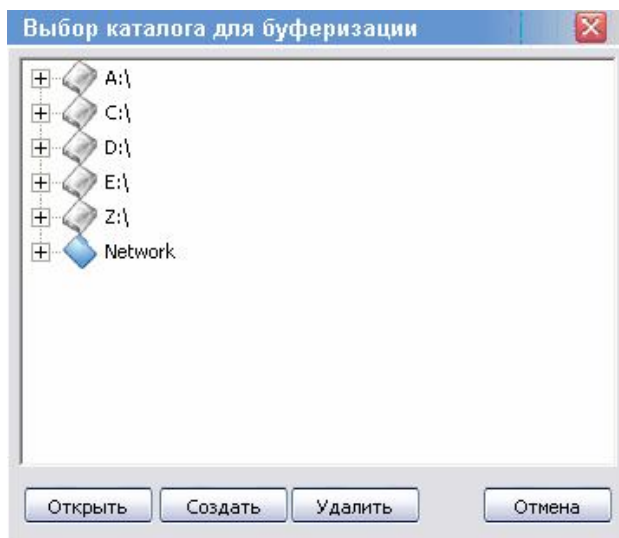 Выбор каталога для буферизации
A:\
C:\
D:\
E:\
Z:\
Network
Открыть Создать Удалить Отмена